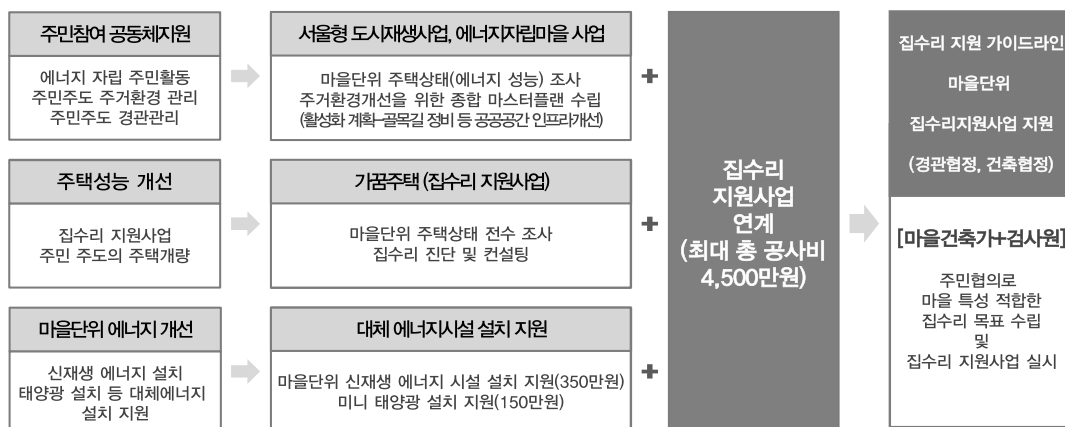 주민참여 공동체지원
에너지 자립 주민활동
주민주도 주거환경 관리
주민주도 경관관리
서울형 도시재생사업, 에너지자립마을 사업
마을단위 주택상태(에너지 성능) 조사
주거환경개선을 위한 종합 마스터플랜 수립
(활성화 계획-골목길 정비 등 공공공간 인프라개선)
+
주택성능 개선
집수리 지원사업
주민 주도의 주택개량
가꿈주택 (집수리 지원사업)
마을단위 주택상태 전수 조사
집수리 진단 및 컨설팅
+
마을단위 에너지 개선
신재생 에너지 설치
태양광 설치 등 대체에너지
설치 지원
대체 에너지시설 설치 지원
마을단위 신재생 에너지 시설 설치 지원(350만원)
미니 태양광 설치 지원(150만원)
+
집수리
지원사업
연계
(최대 총 공사비
4,500만원)
집수리 지원 가이드라인
마을단위
집수리지원사업 지원
(경관협정, 건축협정)
[마을건축가+검사원]
주민협의로
마을 특성 적합한
집수리 목표 수립
및
집수리 지원사업 실시